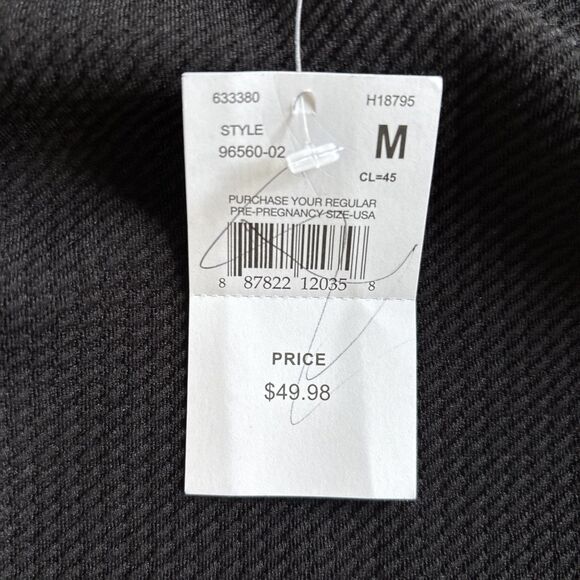 633380 H18795
STYLE
96560-02 M
CL=45
PURCHASE YOUR REGULAR
PRE-PREGNANCY SIZE-USA
8 87822 12035 8
PRICE
$49.98